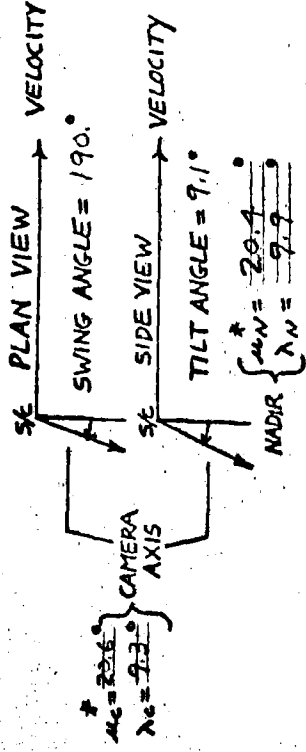 PLAN VIEW
S/C VELOCITY
SWING ANGLE = 190.°
SIDE VIEW
S/C VELOCITY
TILT ANGLE = 9.1°
CAMERA
AXIS
*
μc = 23.6°
λc = 9.3°
*
NADIR { μN = 20.4°
λN = 9.9°